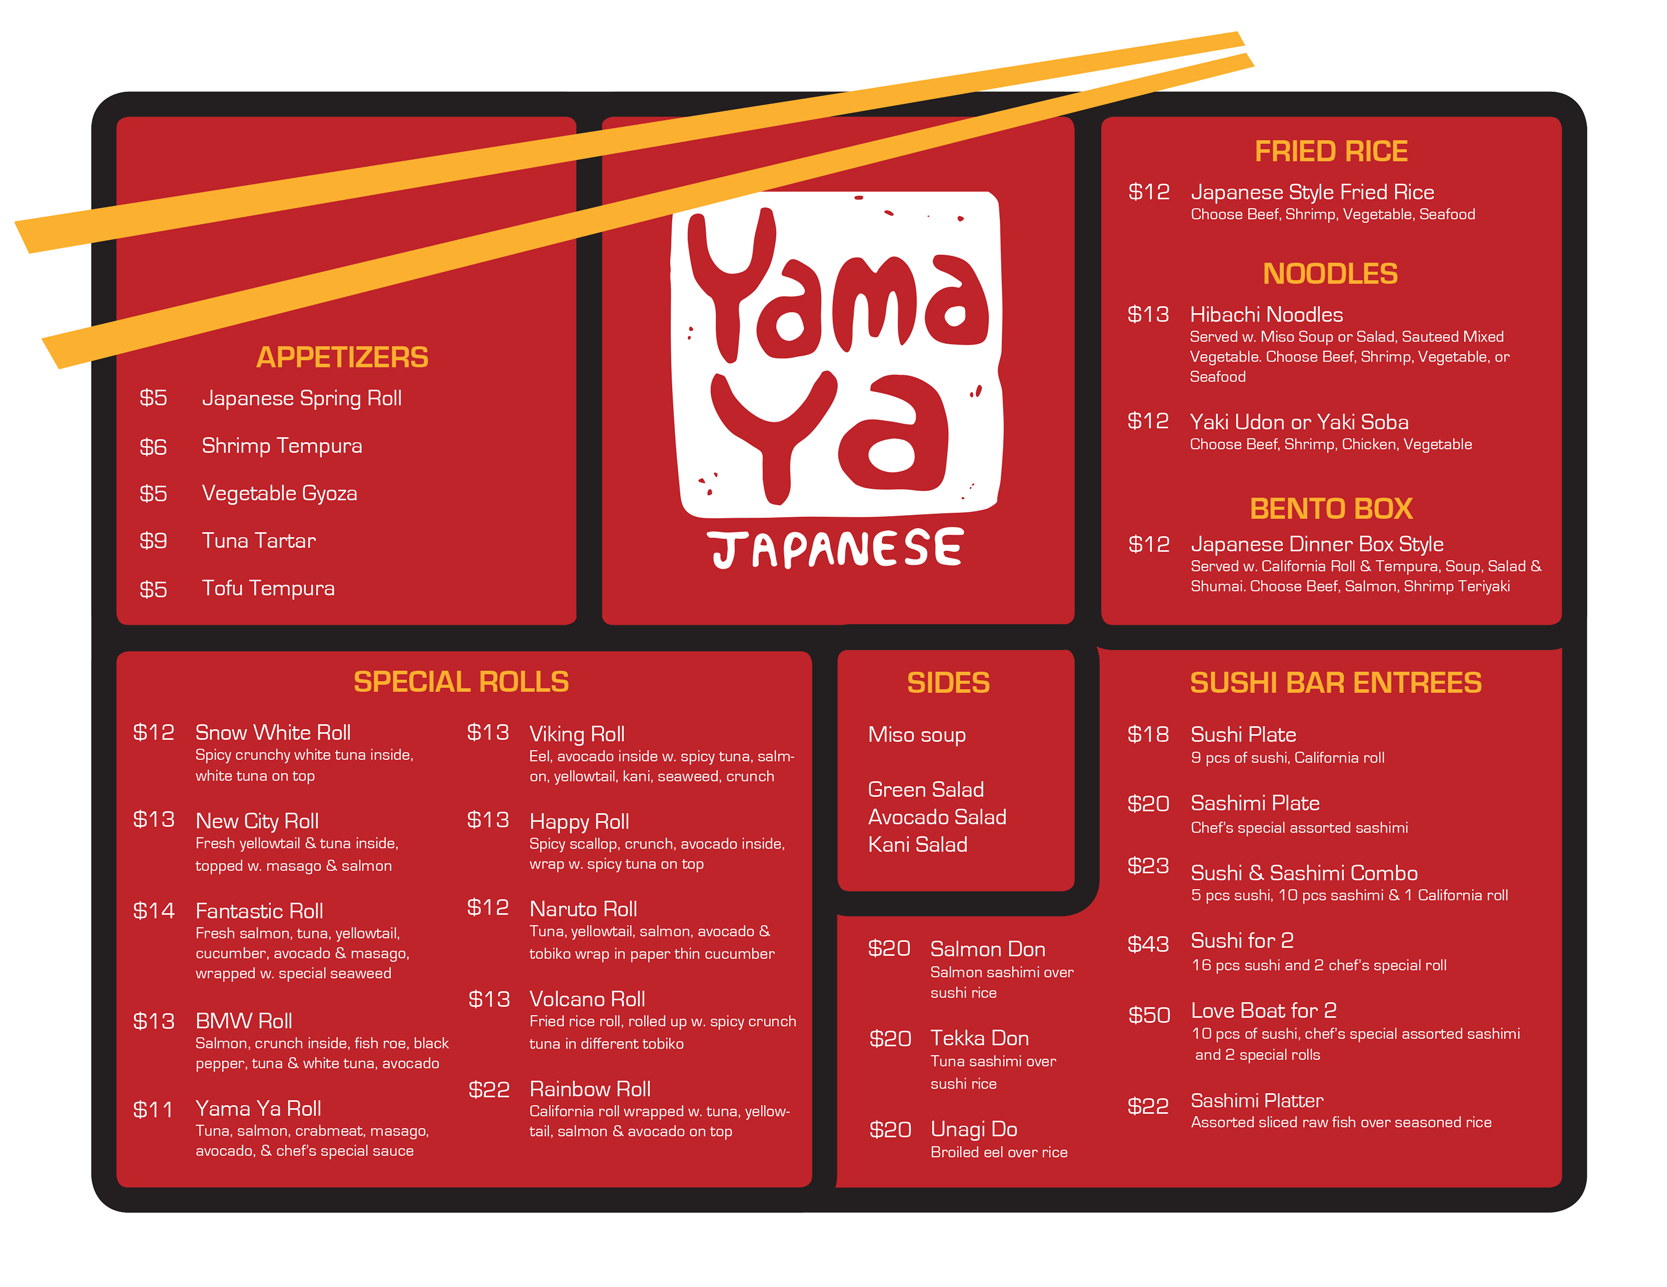 APPETIZERS
$5 Japanese Spring Roll
$6 Shrimp Tempura
$5 Vegetable Gyoza
$9 Tuna Tartar
$5 Tofu Tempura
Yama
Ya
JAPANESE
FRIED RICE
$12 Japanese Style Fried Rice
Choose Beef, Shrimp, Vegetable, Seafood
NOODLES
$13 Hibachi Noodles
Served w. Miso Soup or Salad, Sauteed Mixed
Vegetable. Choose Beef, Shrimp, Vegetable, or
Seafood
$12 Yaki Udon or Yaki Soba
Choose Beef, Shrimp, Chicken, Vegetable
BENTO BOX
$12 Japanese Dinner Box Style
Served w. California Roll & Tempura, Soup, Salad &
Shumai. Choose Beef, Salmon, Shrimp Teriyaki
SPECIAL ROLLS
$12 Snow White Roll
Spicy crunchy white tuna inside,
white tuna on top
$13 New City Roll
Fresh yellowtail & tuna inside,
topped w. masago & salmon
$14 Fantastic Roll
Fresh salmon, tuna, yellowtail,
cucumber, avocado & masago,
wrapped w. special seaweed
$13 BMW Roll
Salmon, crunch inside, fish roe, black
pepper, tuna & white tuna, avocado
$11 Yama Ya Roll
Tuna, salmon, crabmeat, masago,
avocado, & chef's special sauce
$13 Viking Roll
Eel, avocado inside w. spicy tuna, salm-
on, yellowtail, kani, seaweed, crunch
$13 Happy Roll
Spicy scallop, crunch, avocado inside,
wrap w. spicy tuna on top
$12 Naruto Roll
Tuna, yellowtail, salmon, avocado &
tobiko wrap in paper thin cucumber
$13 Volcano Roll
Fried rice roll, rolled up w. spicy crunch
tuna in different tobiko
$22 Rainbow Roll
California roll wrapped w. tuna, yellow-
tail, salmon & avocado on top
SIDES
Miso soup
Green Salad
Avocado Salad
Kani Salad
$20 Salmon Don
Salmon sashimi over
sushi rice
$20 Tekka Don
Tuna sashimi over
sushi rice
$20 Unagi Do
Broiled eel over rice
SUSHI BAR ENTREES
$18 Sushi Plate
9 pcs of sushi, California roll
$20 Sashimi Plate
Chef's special assorted sashimi
$23 Sushi & Sashimi Combo
5 pcs sushi, 10 pcs sashimi & 1 California roll
$43 Sushi for 2
16 pcs sushi and 2 chef's special roll
$50 Love Boat for 2
10 pcs of sushi, chef's special assorted sashimi
and 2 special rolls
$22 Sashimi Platter
Assorted sliced raw fish over seasoned rice